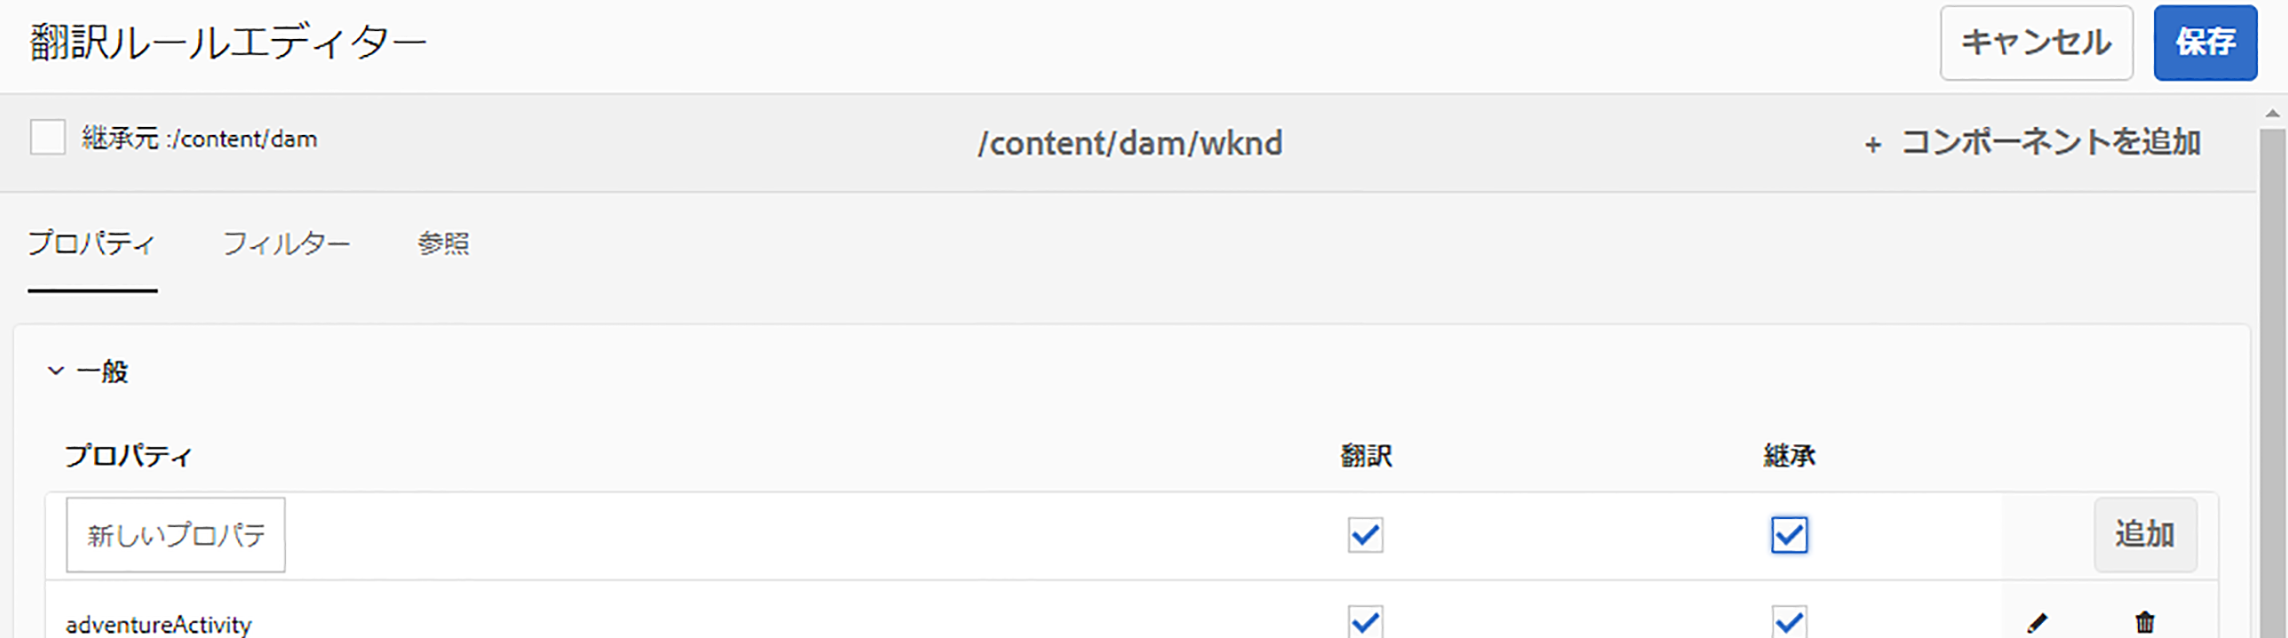 翻訳ルールエディター キャンセル 保存
継承元 :/content/dam /content/dam/wknd + コンポーネントを追加
プロパティ フィルター 参照
一般
プロパティ 翻訳 継承
新しいプロパテ 追加
adventureActivity